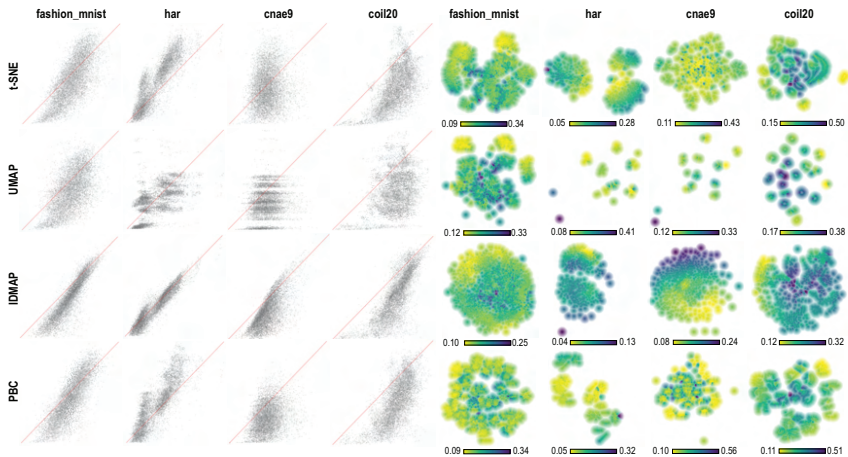 fashion_mnist har cnae9 coil20 fashion_mnist har cnae9 coil20
t-SNE
0.09 0.34 0.05 0.28 0.11 0.43 0.15 0.50
UMAP
0.12 0.33 0.08 0.41 0.12 0.33 0.17 0.38
IDMAP
0.10 0.25 0.04 0.13 0.08 0.24 0.12 0.32
PBC
0.09 0.34 0.05 0.32 0.10 0.56 0.11 0.51